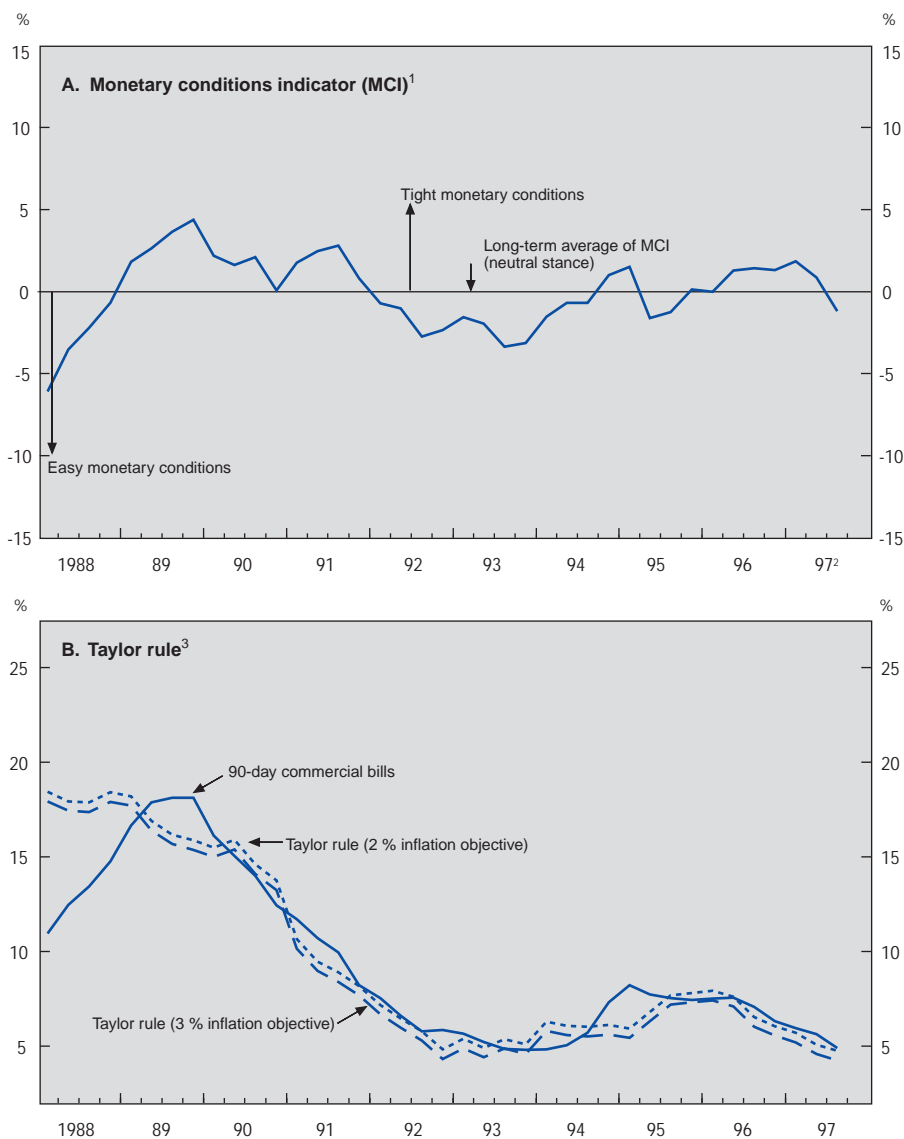 % %
15 15
A. Monetary conditions indicator (MCI)1
10 10
Tight monetary conditions
5 5
Long-term average of MCI
(neutral stance)
0 0
-5 -5
-10 -10
Easy monetary conditions
-15 -15
1988 89 90 91 92 93 94 95 96 972
% %
B. Taylor rule3
25 25
20 20
90-day commercial bills
15 15
Taylor rule (2 % inflation objective)
10 10
Taylor rule (3 % inflation objective)
5 5
1988 89 90 91 92 93 94 95 96 97